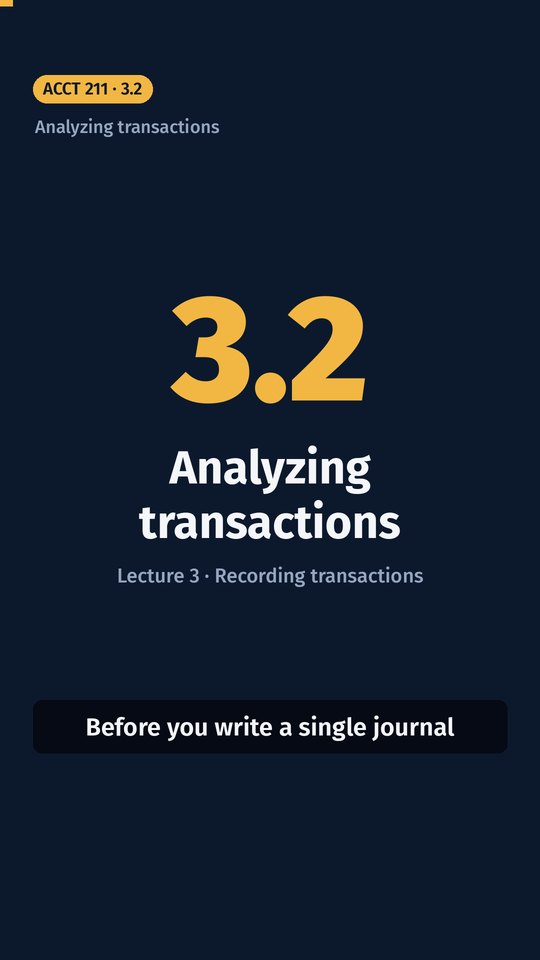 ACCT 211 · 3.2
Analyzing transactions
3.2
Analyzing
transactions
Lecture 3 · Recording transactions
Before you write a single journal